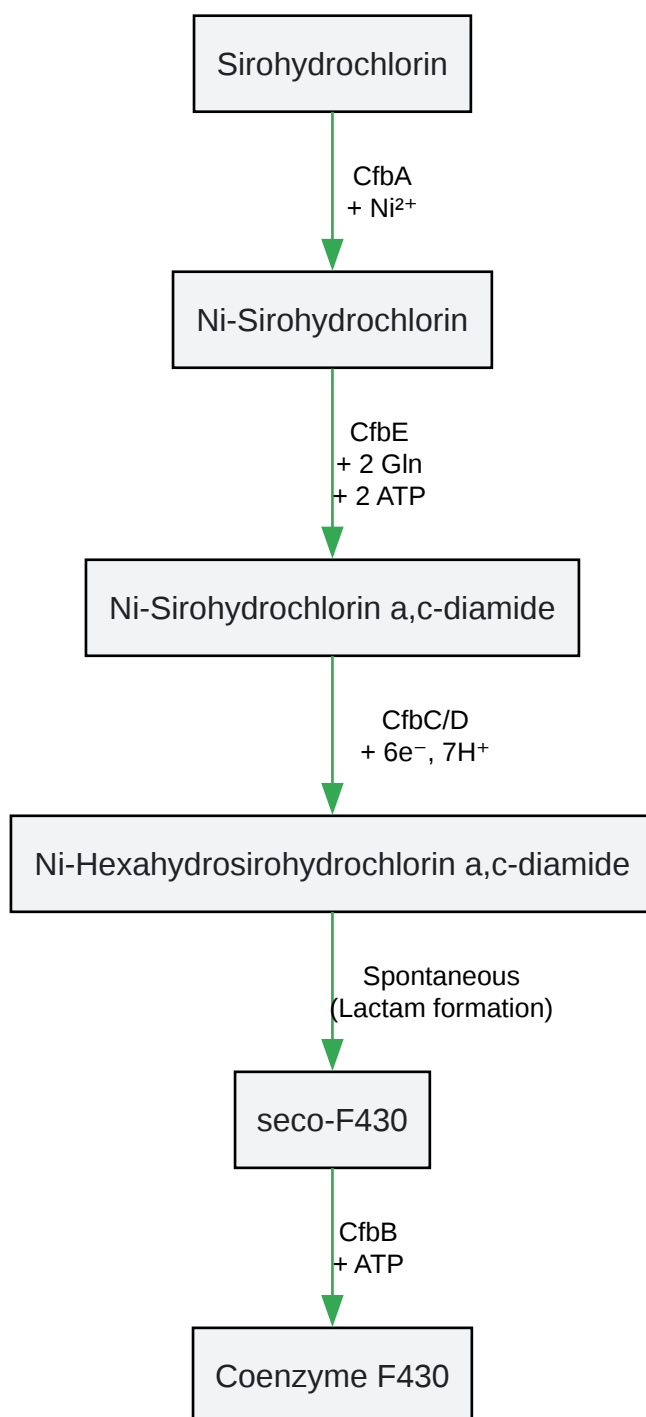 Sirohydrochlorin
CfbA
+ Ni²⁺
Ni-Sirohydrochlorin
CfbE
+ 2 Gln
+ 2 ATP
Ni-Sirohydrochlorin a,c-diamide
CfbC/D
+ 6e⁻, 7H⁺
Ni-Hexahydrosirohydrochlorin a,c-diamide
Spontaneous
(Lactam formation)
seco-F430
CfbB
+ ATP
Coenzyme F430